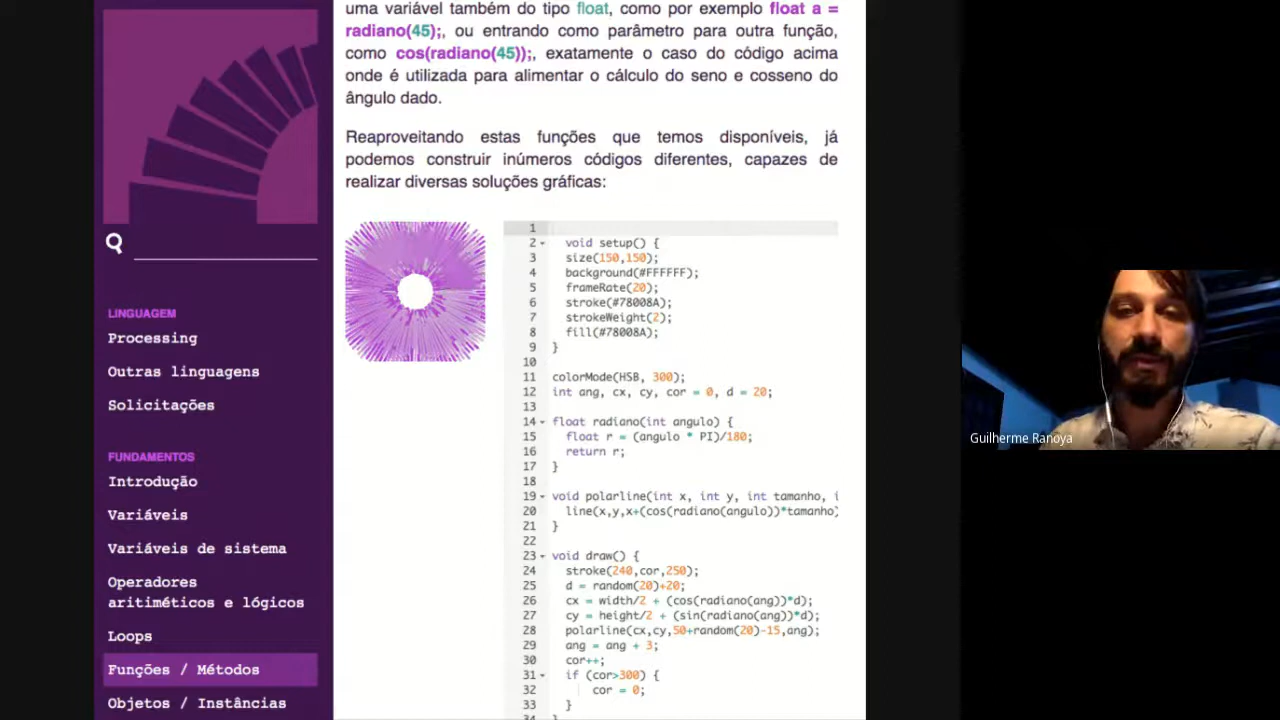 LINGUAGEM
Processing
Outras linguagens
Solicitações
FUNDAMENTOS
Introdução
Variáveis
Variáveis de sistema
Operadores
aritiméticos e lógicos
Loops
Funções / Métodos
Objetos / Instâncias
uma variável também do tipo float, como por exemplo float a =
radiano(45);, ou entrando como parâmetro para outra função,
como cos(radiano(45));, exatamente o caso do código acima
onde é utilizada para alimentar o cálculo do seno e cosseno do
ângulo dado.
Reaproveitando estas funções que temos disponíveis, já
podemos construir inúmeros códigos diferentes, capazes de
realizar diversas soluções gráficas:
1
2 void setup() {
3 size(150,150);
4 background(#FFFFFF);
5 frameRate(20);
6 stroke(#78008A);
7 strokeWeight(2);
8 fill(#78008A);
9 }
10
11 colorMode(HSB, 300);
12 int ang, cx, cy, cor = 0, d = 20;
13
14 float radiano(int angulo) {
15 float r = (angulo * PI)/180;
16 return r;
17 }
18
19 void polarline(int x, int y, int tamanho, i
20 line(x,y,x+(cos(radiano(angulo))*tamanho)
21 }
22
23 void draw() {
24 stroke(240,cor,250);
25 d = random(20)+20;
26 cx = width/2 + (cos(radiano(ang))*d);
27 cy = height/2 + (sin(radiano(ang))*d);
28 polarline(cx,cy,50+random(20)-15,ang);
29 ang = ang + 3;
30 cor++;
31 if (cor>300) {
32 cor = 0;
33 }
34 }
Guilherme Ranoya